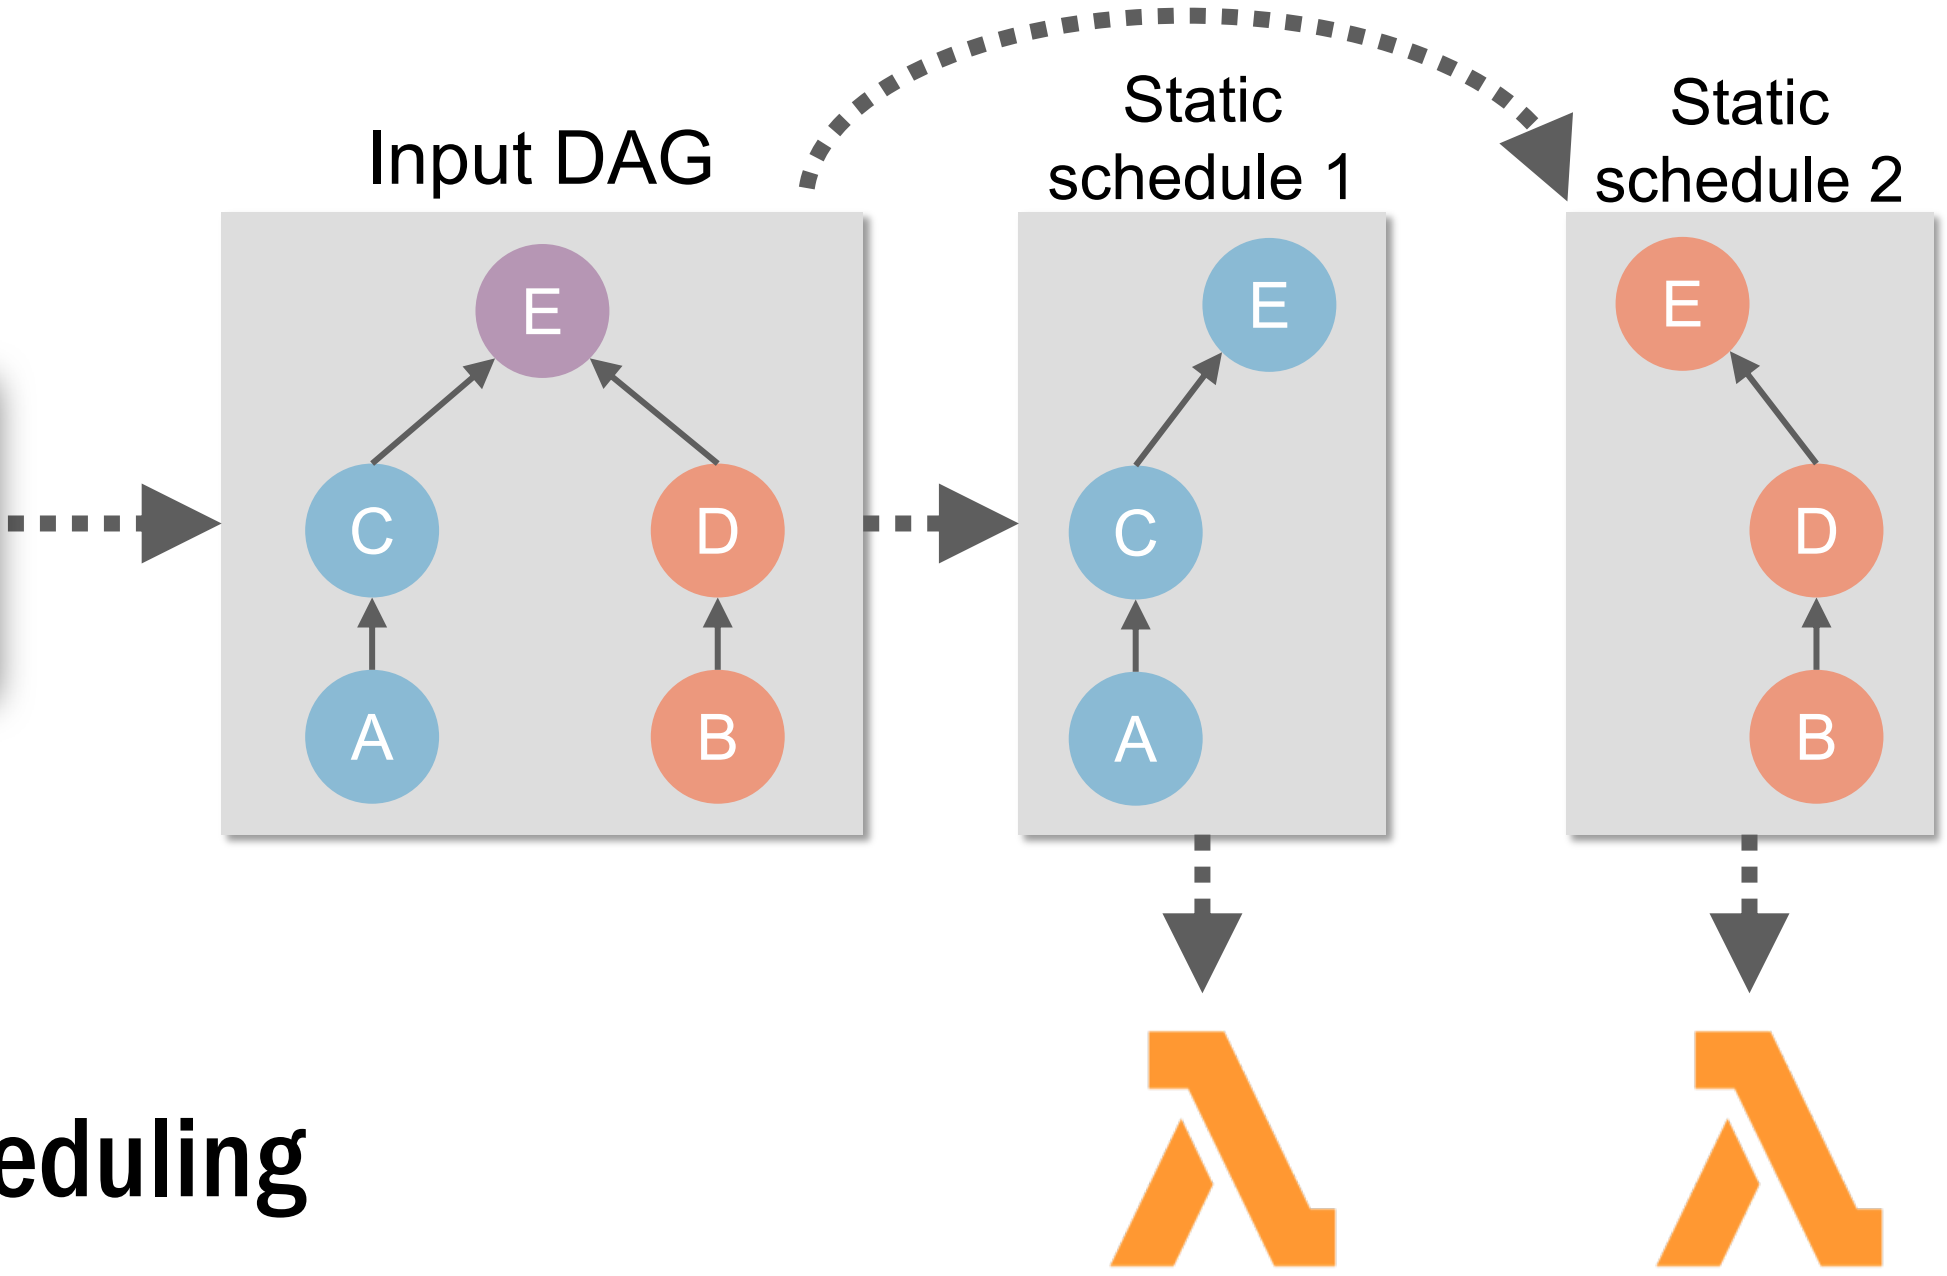 Input DAG
Static
schedule 1
Static
schedule 2
E
C
D
A
B
E
C
A
E
D
B
eduling